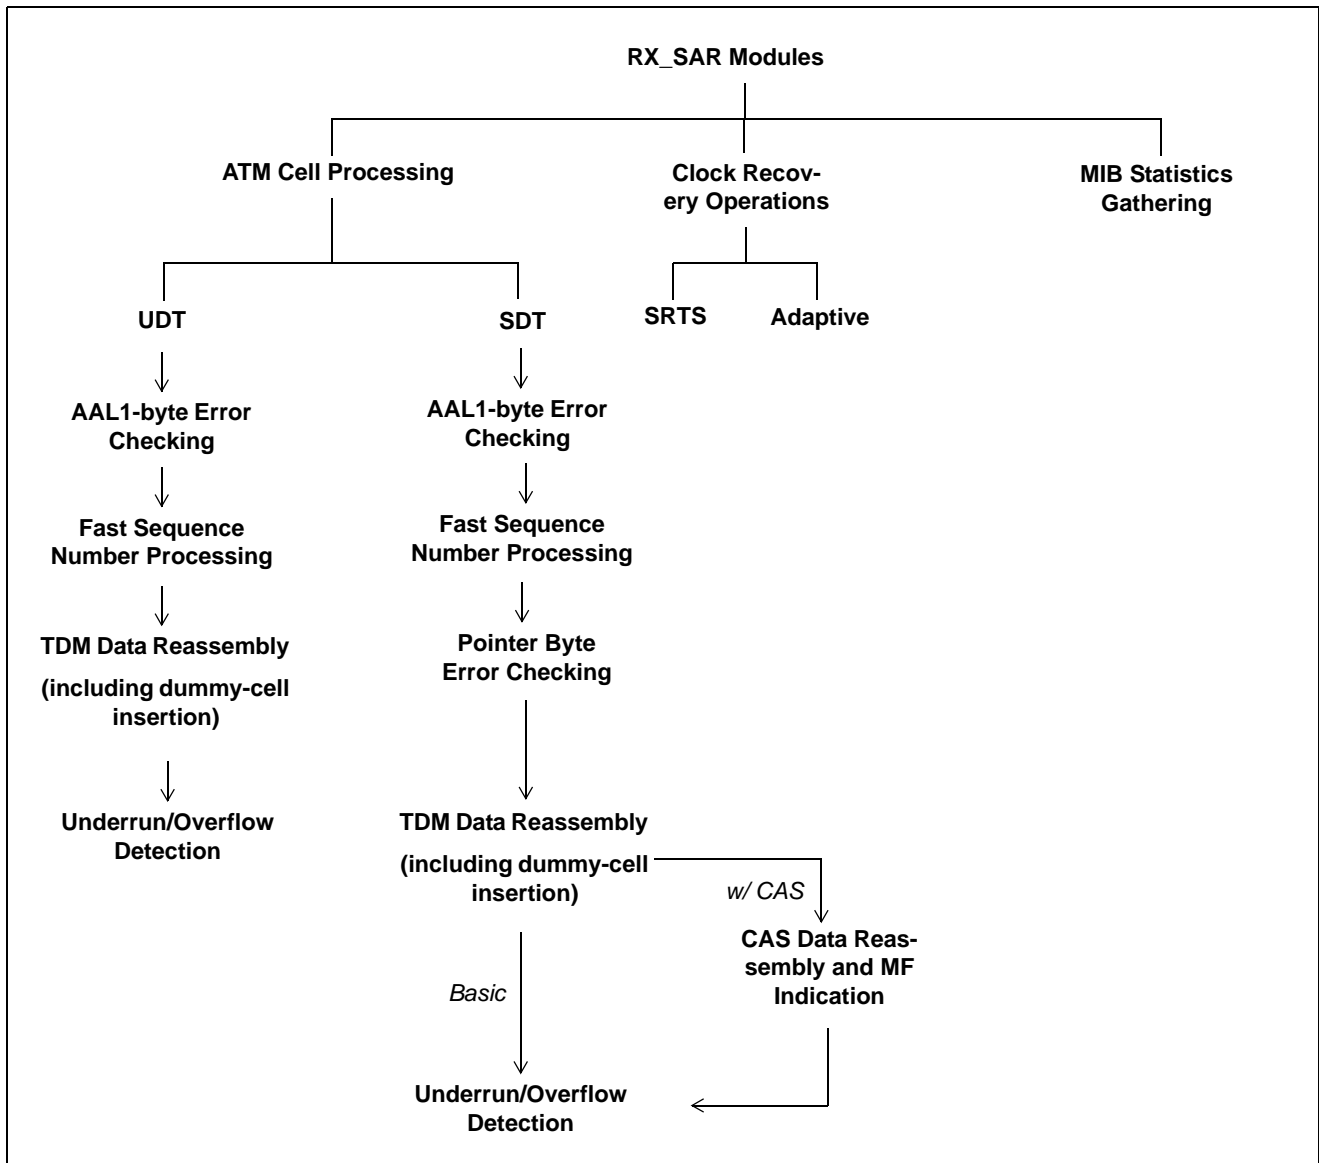 RX_SAR Modules
ATM Cell Processing
Clock Recov-
ery Operations
MIB Statistics
Gathering
UDT
SDT
SRTS
Adaptive
AAL1-byte Error
Checking
AAL1-byte Error
Checking
Fast Sequence
Number Processing
Fast Sequence
Number Processing
TDM Data Reassembly
(including dummy-cell
insertion)
Pointer Byte
Error Checking
Underrun/Overflow
Detection
TDM Data Reassembly
(including dummy-cell
insertion)
w/ CAS
CAS Data Reas-
sembly and MF
Indication
Basic
Underrun/Overflow
Detection